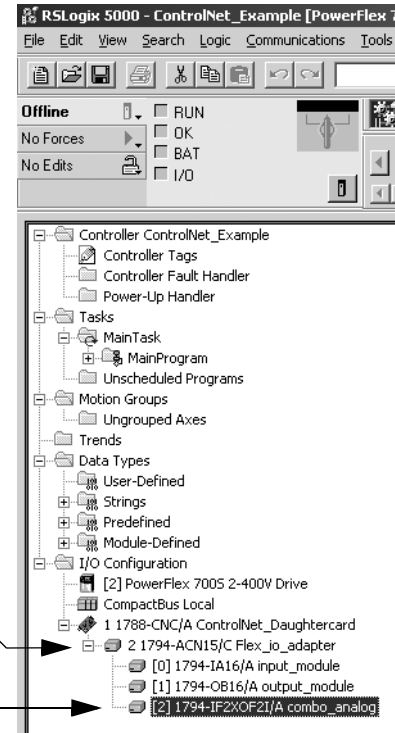 RSLogix 5000 - ControlNet_Example [PowerFlex 7
File Edit View Search Logic Communications Tools
Offline
RUN
No Forces
OK
BAT
No Edits
I/O
Controller ControlNet_Example
Controller Tags
Controller Fault Handler
Power-Up Handler
Tasks
MainTask
MainProgram
Unscheduled Programs
Motion Groups
Ungrouped Axes
Trends
Data Types
User-Defined
Strings
Predefined
Module-Defined
I/O Configuration
[2] PowerFlex 700S 2-400V Drive
CompactBus Local
1 1788-CNC/A ControlNet_Daughtercard
2 1794-ACN15/C Flex_io_adapter
[0] 1794-IA16/A input_module
[1] 1794-OB16/A output_module
[2] 1794-IF2XOF2I/A combo_analog